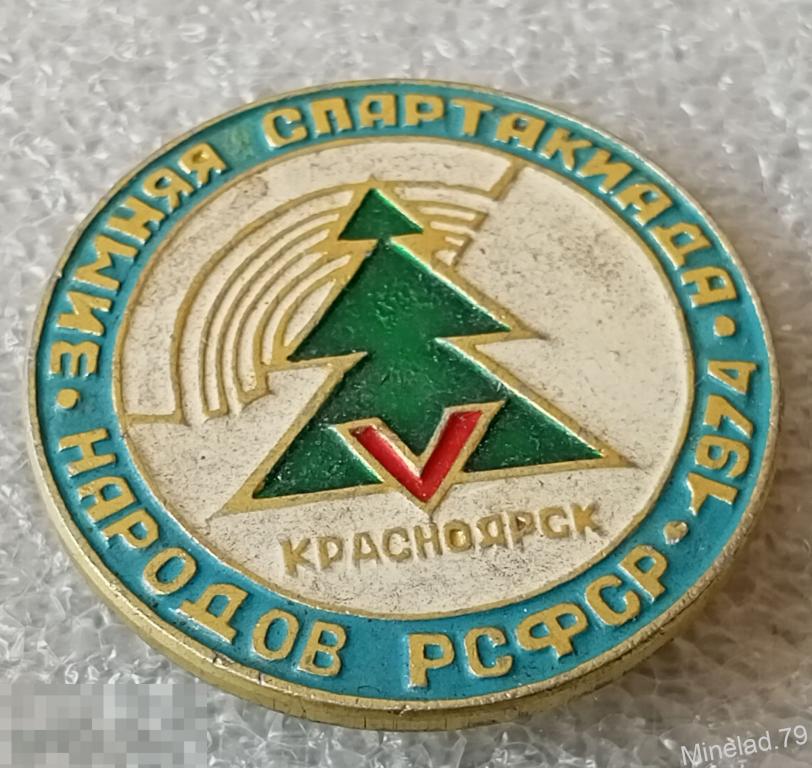 ЗИМНЯЯ СПАРТАКИАДА
НАРОДОВ РСФСР • 1974 •
V
КРАСНОЯРСК
Minelad.79